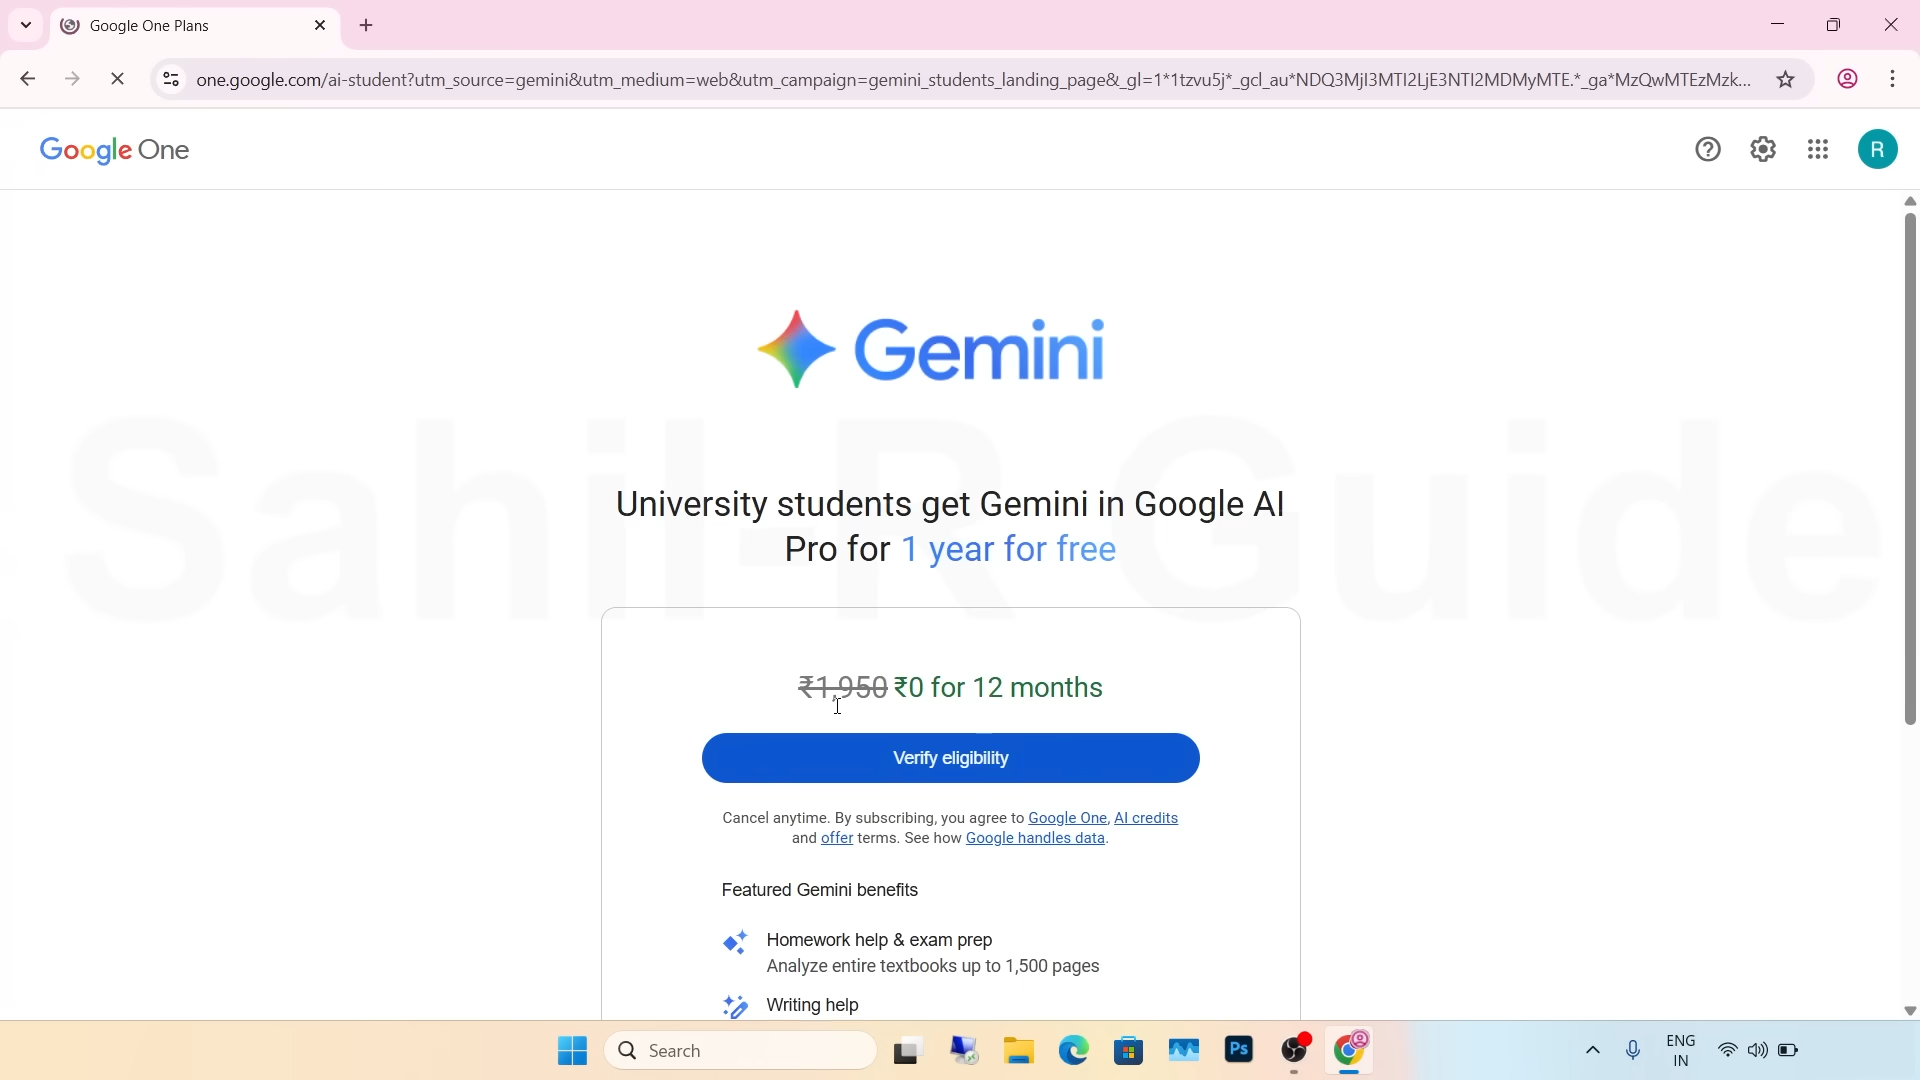 Google One Plans
one.google.com/ai-student?utm_source=gemini&utm_medium=web&utm_campaign=gemini_students_landing_page&_gl=1*1tzvu5j*_gcl_au*NDQ3MjI3MTI2LjE3NTI2MDMyMTE.*_ga*MzQwMTEzMzk...
Google One
R
Gemini
Sahil-R Guide
University students get Gemini in Google AI
Pro for 1 year for free
₹1,950 ₹0 for 12 months
Verify eligibility
Cancel anytime. By subscribing, you agree to Google One, AI credits
and offer terms. See how Google handles data.
Featured Gemini benefits
Homework help & exam prep
Analyze entire textbooks up to 1,500 pages
Writing help
Search
Ps
ENG
IN